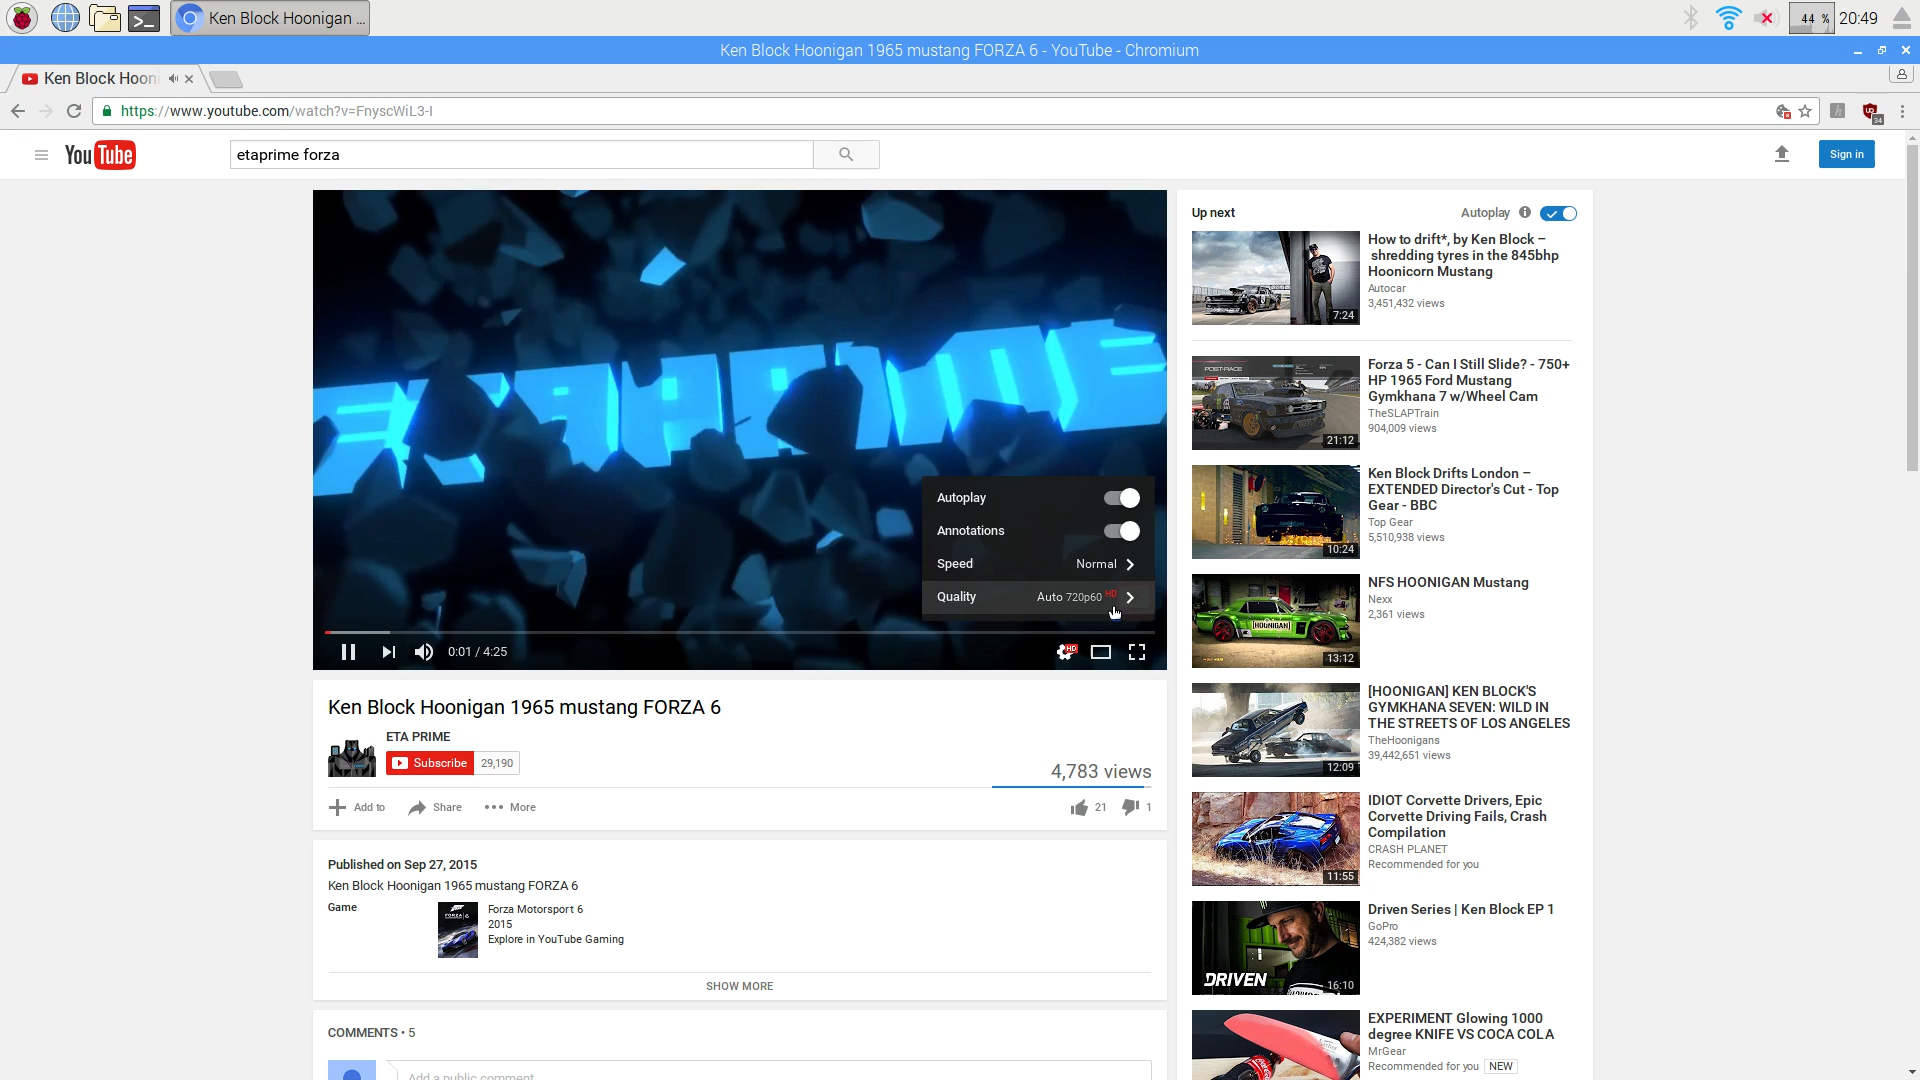 Ken Block Hoonigan ...
44 %
20:49
Ken Block Hoonigan 1965 mustang FORZA 6 - YouTube - Chromium
Ken Block Hooni
https://www.youtube.com/watch?v=FnyscWiL3-I
34
YouTube
etaprime forza
Sign in
ETAPRIME
Autoplay
Annotations
Speed
Normal
Quality
Auto 720p60 HD
0:01 / 4:25
HD
Ken Block Hoonigan 1965 mustang FORZA 6
ETA PRIME
Subscribe
29,190
4,783 views
Add to
Share
More
21
1
Published on Sep 27, 2015
Ken Block Hoonigan 1965 mustang FORZA 6
Game
Forza Motorsport 6
2015
Explore in YouTube Gaming
SHOW MORE
COMMENTS • 5
Add a public comment
Up next
Autoplay
How to drift*, by Ken Block –
shredding tyres in the 845bhp
Hoonicorn Mustang
Autocar
3,451,432 views
7:24
Forza 5 - Can I Still Slide? - 750+
HP 1965 Ford Mustang
Gymkhana 7 w/Wheel Cam
TheSLAPTrain
904,009 views
POST-RACE
21:12
Ken Block Drifts London –
EXTENDED Director's Cut - Top
Gear - BBC
Top Gear
5,510,938 views
10:24
NFS HOONIGAN Mustang
Nexx
2,361 views
HOONIGAN
13:12
[HOONIGAN] KEN BLOCK'S
GYMKHANA SEVEN: WILD IN
THE STREETS OF LOS ANGELES
TheHoonigans
39,442,651 views
12:09
IDIOT Corvette Drivers, Epic
Corvette Driving Fails, Crash
Compilation
CRASH PLANET
Recommended for you
11:55
Driven Series | Ken Block EP 1
GoPro
424,382 views
DRIVEN
16:10
EXPERIMENT Glowing 1000
degree KNIFE VS COCA COLA
MrGear
Recommended for you
NEW